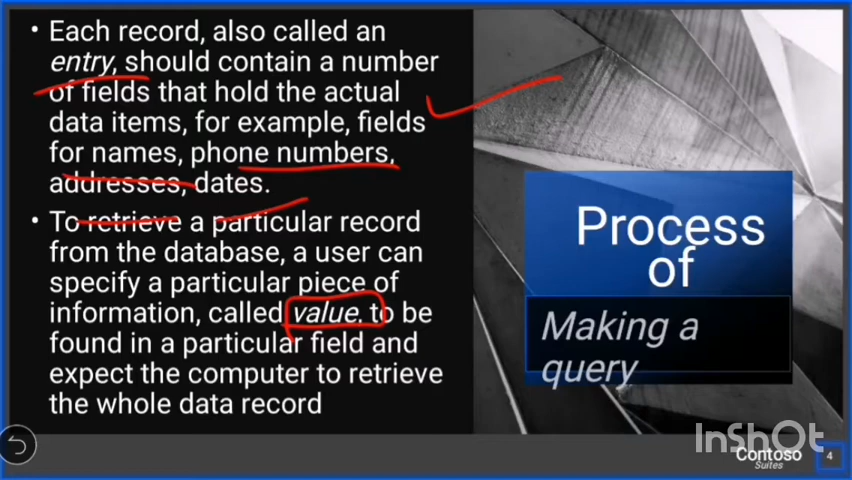 • Each record, also called an
entry, should contain a number
of fields that hold the actual
data items, for example, fields
for names, phone numbers,
addresses, dates.
• To retrieve a particular record
from the database, a user can
specify a particular piece of
information, called value, to be
found in a particular field and
expect the computer to retrieve
the whole data record
Process
of
Making a
query
InShOt
Contoso
Suites
4